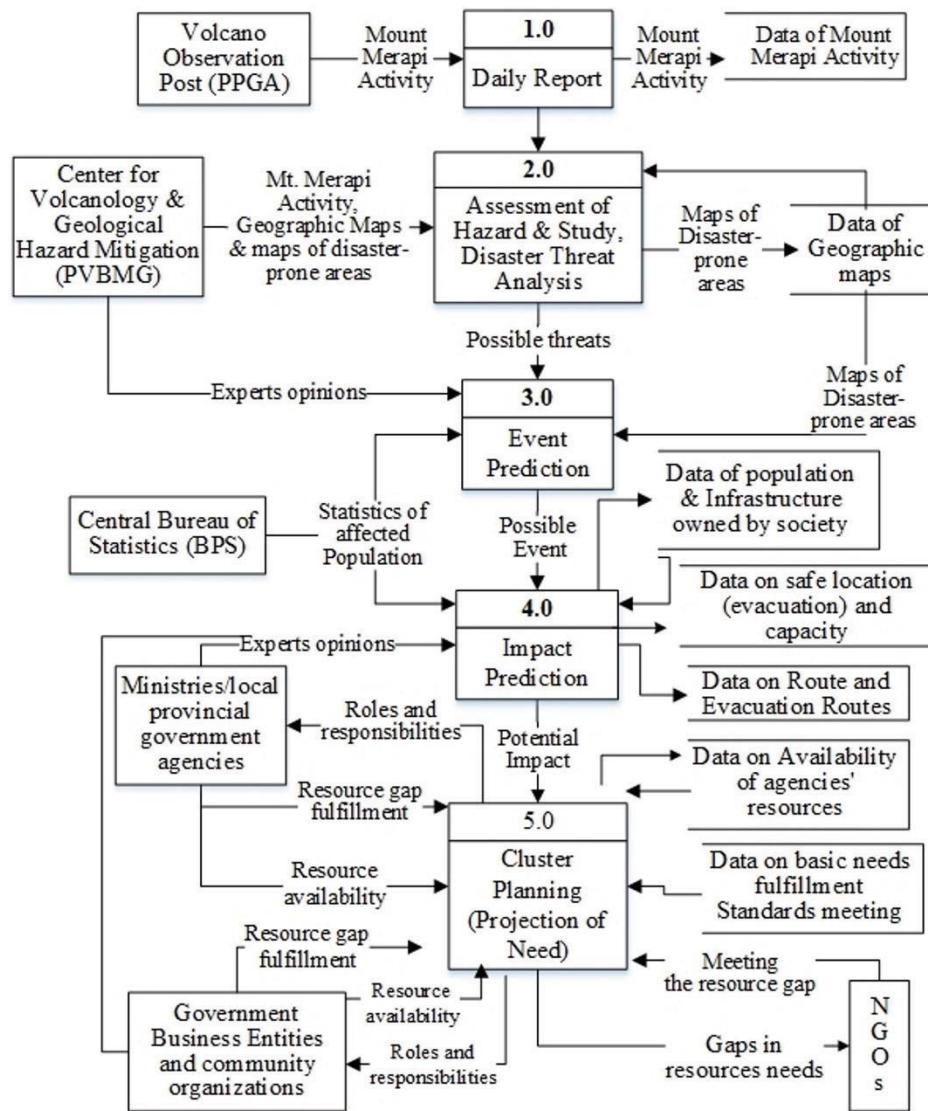 Volcano
Observation
Post (PPGA)
Mount
Merapi
Activity
1.0
Daily Report
Mount
Merapi
Activity
Data of Mount
Merapi Activity
Center for
Volcanology &
Geological
Hazard Mitigation
(PVBMG)
Mt. Merapi
Activity,
Geographic Maps
& maps of disaster-
prone areas
2.0
Assessment of
Hazard & Study,
Disaster Threat
Analysis
Maps of
Disaster-
prone
areas
Data of
Geographic
maps
Possible threats
Experts opinions
3.0
Event
Prediction
Maps of
Disaster-
prone areas
Central Bureau of
Statistics (BPS)
Statistics of
affected
Population
Possible
Event
Data of population
& Infrastructure
owned by society
4.0
Impact
Prediction
Data on safe location
(evacuation) and
capacity
Experts opinions
Data on Route and
Evacuation Routes
Ministries/local
provincial
government
agencies
Roles and
responsibilities
Potential
Impact
Data on Availability
of agencies'
resources
Resource gap
fulfillment
5.0
Cluster
Planning
(Projection of
Need)
Resource
availability
Data on basic needs
fulfillment
Standards meeting
Resource gap
fulfillment
Meeting
the resource gap
Government
Business Entities
and community
organizations
Resource
availability
Roles and
responsibilities
Gaps in
resources needs
N
G
O
s